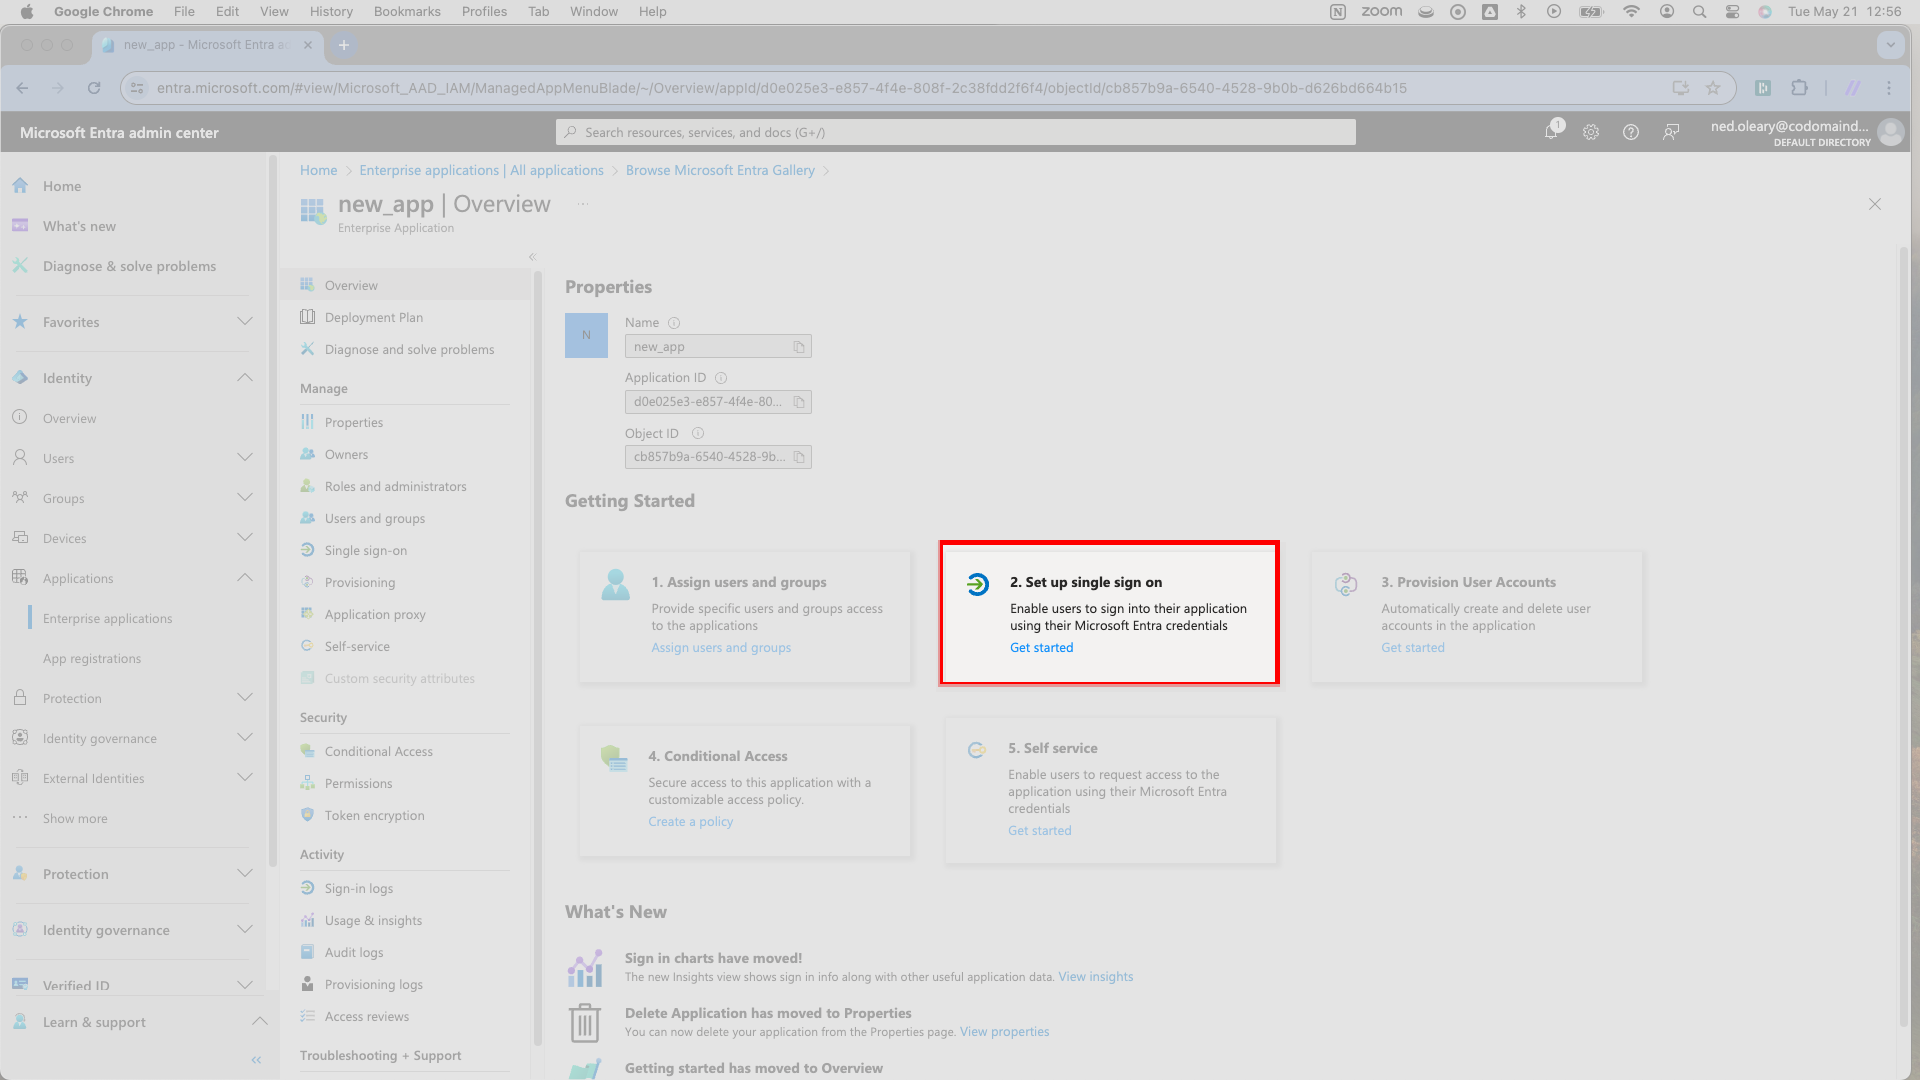 Google Chrome File Edit View History Bookmarks Profiles Tab Window Help
zoom
Tue May 21 12:56
new_app - Microsoft Entra ad
entra.microsoft.com/#view/Microsoft_AAD_IAM/ManagedAppMenuBlade/~/Overview/appId/d0e025e3-e857-4f4e-808f-2c38fdd2f6f4/objectId/cb857b9a-6540-4528-9b0b-d626bd664b15
Microsoft Entra admin center
Search resources, services, and docs (G+/)
1
ned.oleary@codomaind...
DEFAULT DIRECTORY
Home
What's new
Diagnose & solve problems
Favorites
Identity
Overview
Users
Groups
Devices
Applications
Enterprise applications
App registrations
Protection
Identity governance
External Identities
Show more
Protection
Identity governance
Verified ID
Learn & support
Home > Enterprise applications | All applications > Browse Microsoft Entra Gallery >
new_app | Overview ...
Enterprise Application
Overview
Deployment Plan
Diagnose and solve problems
Manage
Properties
Owners
Roles and administrators
Users and groups
Single sign-on
Provisioning
Application proxy
Self-service
Custom security attributes
Security
Conditional Access
Permissions
Token encryption
Activity
Sign-in logs
Usage & insights
Audit logs
Provisioning logs
Access reviews
Troubleshooting + Support
Properties
N
Name
new_app
Application ID
d0e025e3-e857-4f4e-80...
Object ID
cb857b9a-6540-4528-9b...
Getting Started
1. Assign users and groups
Provide specific users and groups access
to the applications
Assign users and groups
2. Set up single sign on
Enable users to sign into their application
using their Microsoft Entra credentials
Get started
3. Provision User Accounts
Automatically create and delete user
accounts in the application
Get started
4. Conditional Access
Secure access to this application with a
customizable access policy.
Create a policy
5. Self service
Enable users to request access to the
application using their Microsoft Entra
credentials
Get started
What's New
Sign in charts have moved!
The new Insights view shows sign in info along with other useful application data. View insights
Delete Application has moved to Properties
You can now delete your application from the Properties page. View properties
Getting started has moved to Overview